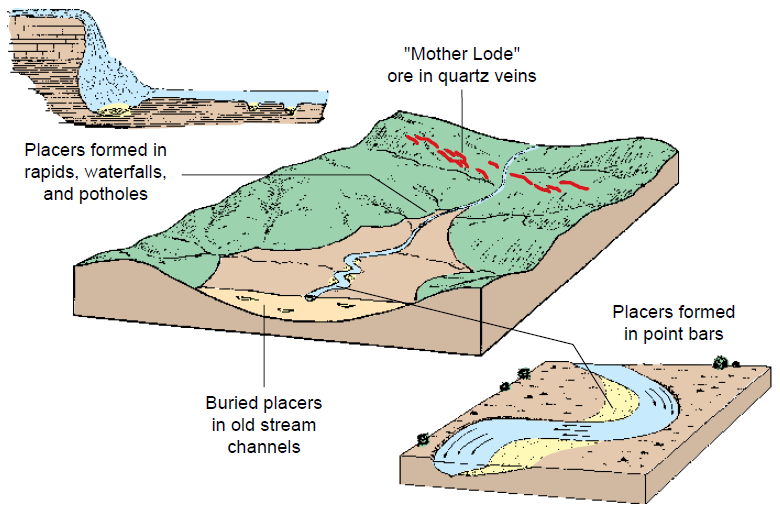 "Mother Lode"
ore in quartz veins
Placers formed in
rapids, waterfalls,
and potholes
Placers formed
in point bars
Buried placers
in old stream
channels